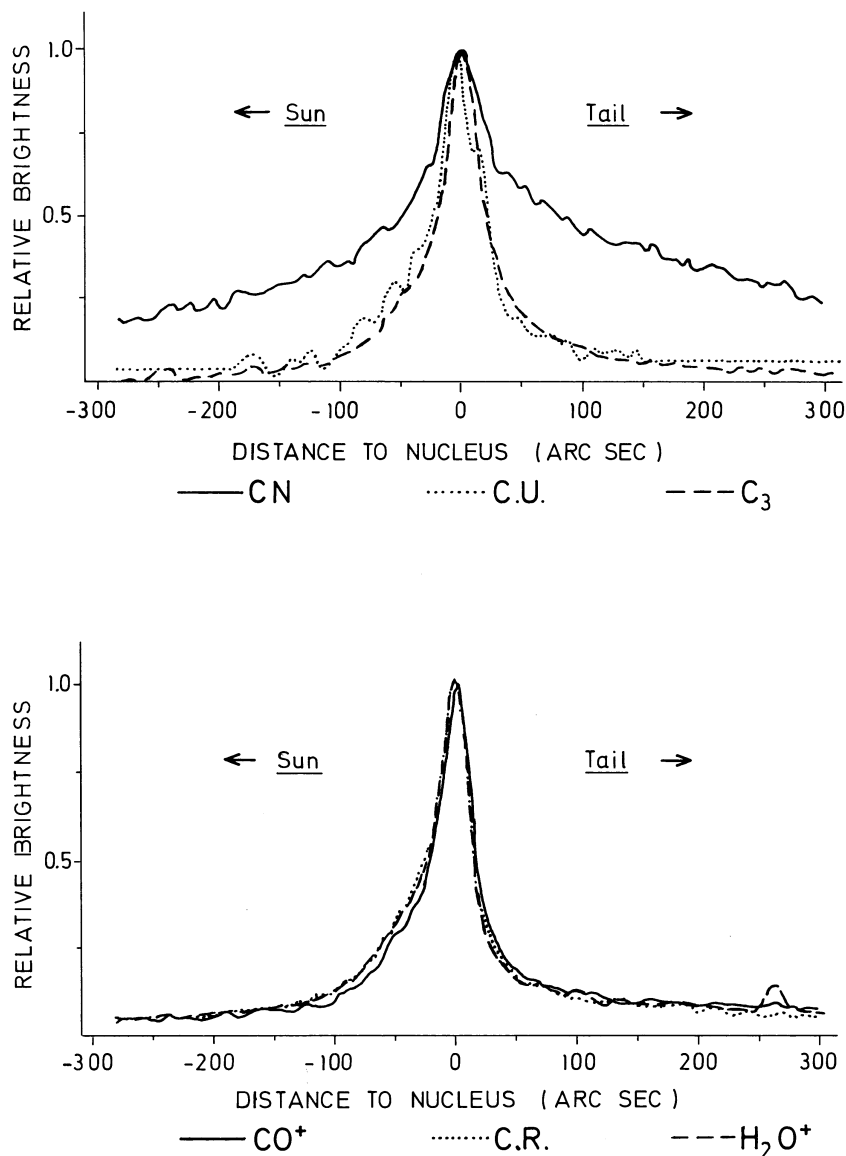 RELATIVE BRIGHTNESS
1.0
0.5
← Sun
Tail →
-300 -200 -100 0 100 200 300
DISTANCE TO NUCLEUS (ARC SEC)
CN C.U. C₃
RELATIVE BRIGHTNESS
1.0
0.5
← Sun
Tail →
-300 -200 -100 0 100 200 300
DISTANCE TO NUCLEUS (ARC SEC)
CO⁺ C.R. H₂O⁺